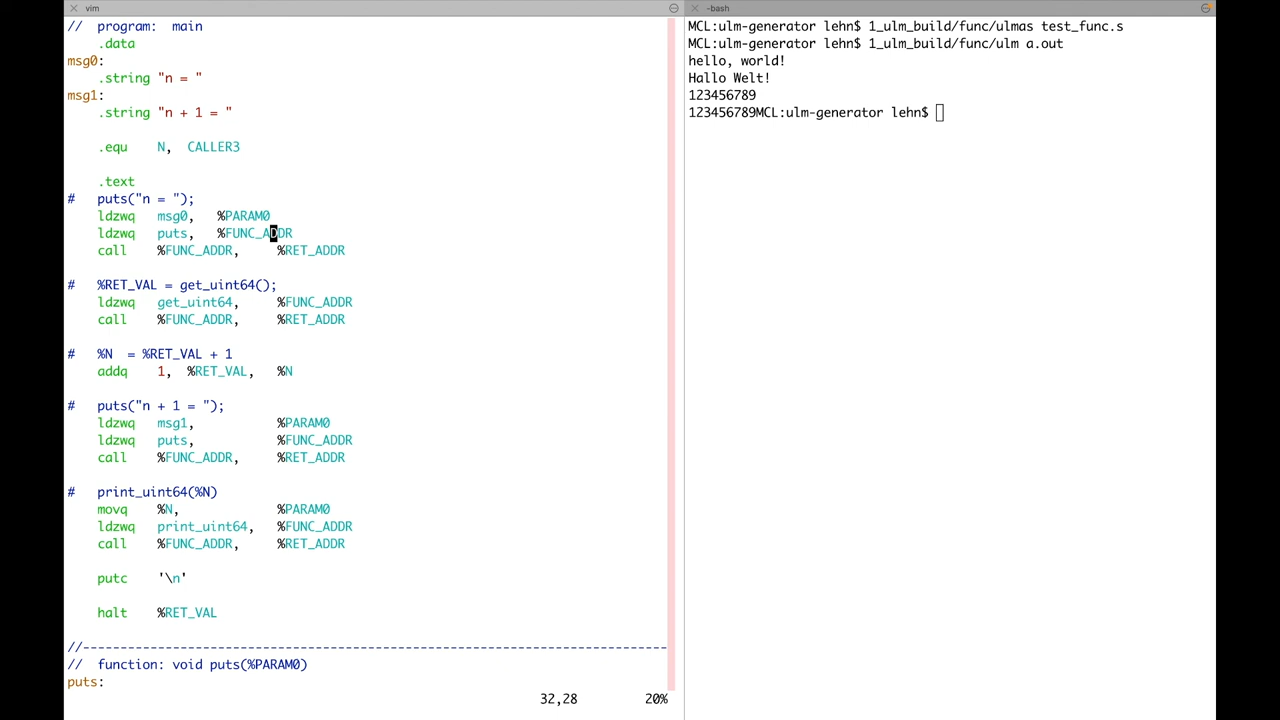 vim
//  program:  main
    .data
msg0:
    .string "n = "
msg1:
    .string "n + 1 = "
    .equ    N,  CALLER3
    .text
#   puts("n = ");
    ldzwq   msg0,   %PARAM0
    ldzwq   puts,   %FUNC_ADDR
    call    %FUNC_ADDR,     %RET_ADDR
#   %RET_VAL = get_uint64();
    ldzwq   get_uint64,     %FUNC_ADDR
    call    %FUNC_ADDR,     %RET_ADDR
#   %N  = %RET_VAL + 1
    addq    1,  %RET_VAL,   %N
#   puts("n + 1 = ");
    ldzwq   msg1,           %PARAM0
    ldzwq   puts,           %FUNC_ADDR
    call    %FUNC_ADDR,     %RET_ADDR
#   print_uint64(%N)
    movq    %N,             %PARAM0
    ldzwq   print_uint64,   %FUNC_ADDR
    call    %FUNC_ADDR,     %RET_ADDR
    putc    '\n'
    halt    %RET_VAL
//------------------------------------------------------------------------------
//  function: void puts(%PARAM0)
puts:
32,28         20%
-bash
MCL:ulm-generator lehn$ 1_ulm_build/func/ulmas test_func.s
MCL:ulm-generator lehn$ 1_ulm_build/func/ulm a.out
hello, world!
Hallo Welt!
123456789
123456789MCL:ulm-generator lehn$